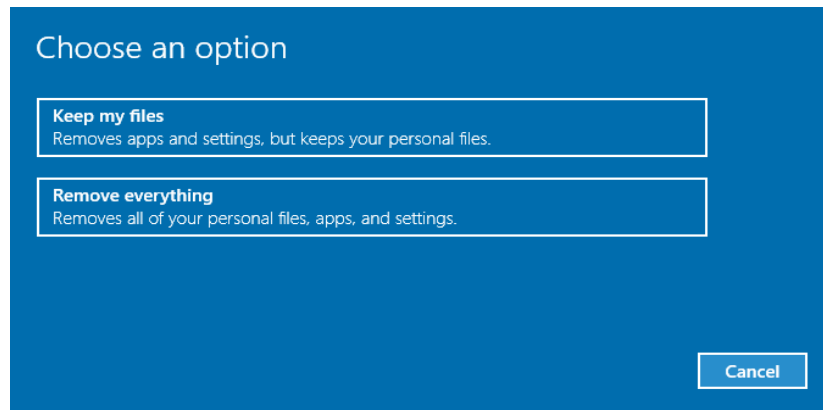 Choose an option
Keep my files
Removes apps and settings, but keeps your personal files.
Remove everything
Removes all of your personal files, apps, and settings.
Cancel